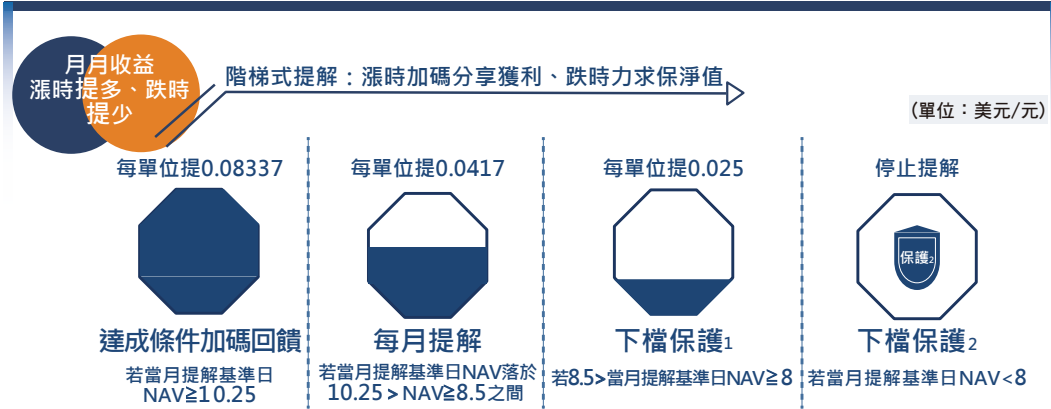 月月收益
漲時提多、跌時
提少
階梯式提解：漲時加碼分享獲利、跌時力求保淨值
(單位：美元/元)
每單位提0.08337
達成條件加碼回饋
若當月提解基準日
NAV≧10.25
每單位提0.0417
每月提解
若當月提解基準日NAV落於
10.25＞NAV≧8.5之間
每單位提0.025
下檔保護1
若8.5>當月提解基準日NAV≧8
停止提解
保護2
下檔保護2
若當月提解基準日NAV<8